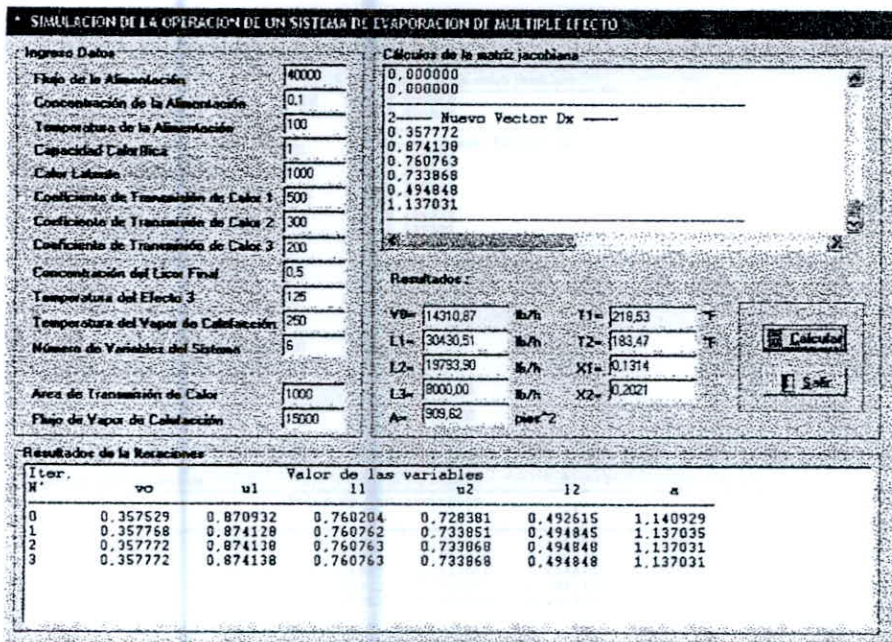 SIMULACION DE LA OPERACION DE UN SISTEMA DE EVAPORACION DE MULTIPLE EFECTO
Ingreso Datos
Flujo de la Alimentación 40000
Concentración de la Alimentación 0,1
Temperatura de la Alimentación 100
Capacidad Calorífica 1
Calor Latente 1000
Coeficiente de Transmisión de Calor 1 500
Coeficiente de Transmisión de Calor 2 300
Coeficiente de Transmisión de Calor 3 200
Concentración del Licor Final 0,5
Temperatura del Efecto 3 125
Temperatura del Vapor de Calefacción 250
Número de Variables del Sistema 6
Area de Transmisión de Calor 1000
Flujo de Vapor de Calefacción 15000
Cálculos de la matriz jacobiana
0,000000
0,000000
2---- Nuevo Vector Dx ----
0.357772
0.874138
0.760763
0.733868
0.494848
1.137031
Resultados :
V0= 14310,87 lb/h T1= 218,53 °F
L1= 30430,51 lb/h T2= 183,47 °F
L2= 19793,90 lb/h X1= 0,1314
L3= 8000,00 lb/h X2= 0,2021
A= 909,62 pies^2
Calcular
Salir
Resultados de la Iteraciones
Iter. Valor de las variables
N° vo u1 l1 u2 l2 a
0 0.357529 0.870932 0.760204 0.728381 0.492615 1.140929
1 0.357768 0.874128 0.760762 0.733851 0.494845 1.137035
2 0.357772 0.874138 0.760763 0.733868 0.494848 1.137031
3 0.357772 0.874138 0.760763 0.733868 0.494848 1.137031